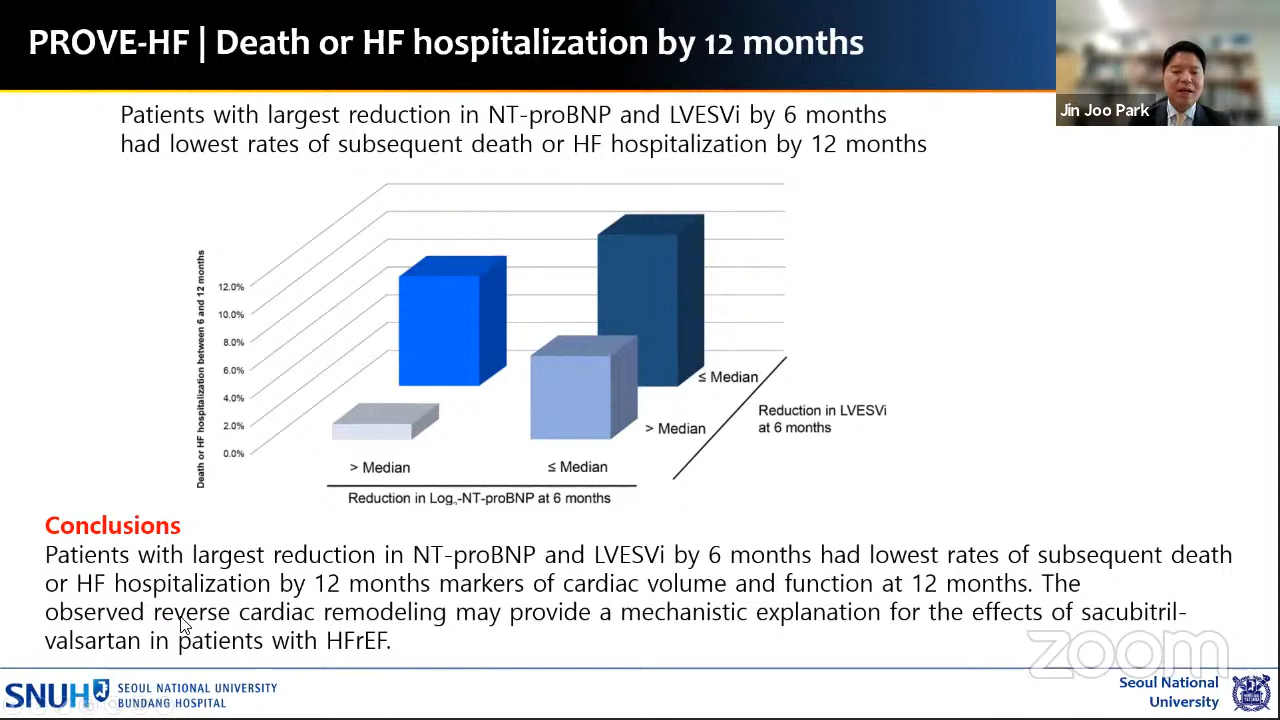 PROVE-HF | Death or HF hospitalization by 12 months
Jin Joo Park
Patients with largest reduction in NT-proBNP and LVESVi by 6 months
had lowest rates of subsequent death or HF hospitalization by 12 months
Death or HF hospitalization between 6 and 12 months
12.0%
10.0%
8.0%
6.0%
4.0%
2.0%
0.0%
≤ Median
> Median
Reduction in LVESVi
at 6 months
> Median
≤ Median
Reduction in Log₂-NT-proBNP at 6 months
Conclusions
Patients with largest reduction in NT-proBNP and LVESVi by 6 months had lowest rates of subsequent death
or HF hospitalization by 12 months markers of cardiac volume and function at 12 months. The
observed reverse cardiac remodeling may provide a mechanistic explanation for the effects of sacubitril-
valsartan in patients with HFrEF.
zoom
SNUH
SEOUL NATIONAL UNIVERSITY
BUNDANG HOSPITAL
Seoul National
University